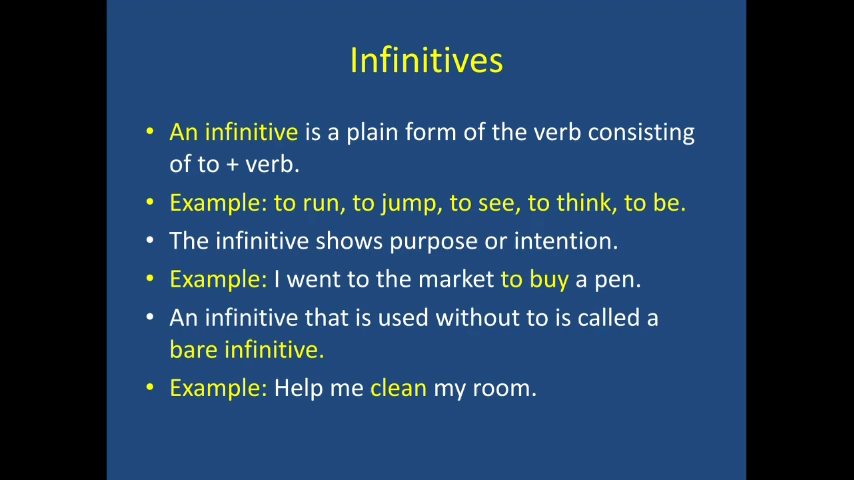 Infinitives
• An infinitive is a plain form of the verb consisting
of to + verb.
• Example: to run, to jump, to see, to think, to be.
• The infinitive shows purpose or intention.
• Example: I went to the market to buy a pen.
• An infinitive that is used without to is called a
bare infinitive.
• Example: Help me clean my room.